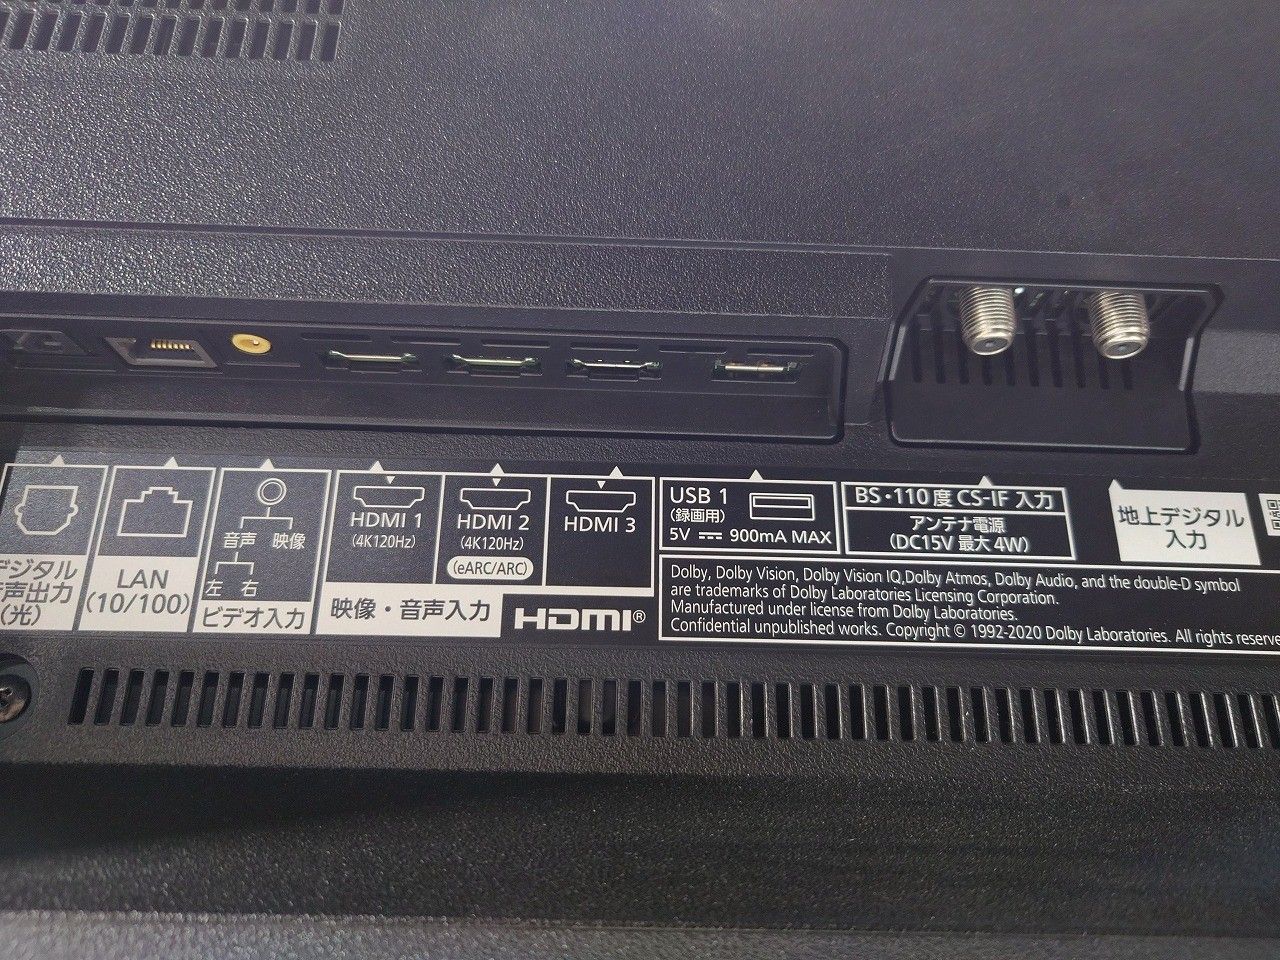 デジタル
音声出力
(光)
LAN
(10/100)
音声 映像
左 右
ビデオ入力
HDMI 1
(4K120Hz)
HDMI 2
(4K120Hz)
(eARC/ARC)
HDMI 3
映像・音声入力
HDMI®
USB 1
(録画用)
5V ⎓ 900mA MAX
BS・110度 CS-IF 入力
アンテナ電源
(DC15V 最大 4W)
地上デジタル
入力
Dolby, Dolby Vision, Dolby Vision IQ,Dolby Atmos, Dolby Audio, and the double-D symbol
are trademarks of Dolby Laboratories Licensing Corporation.
Manufactured under license from Dolby Laboratories.
Confidential unpublished works. Copyright © 1992-2020 Dolby Laboratories. All rights reserve